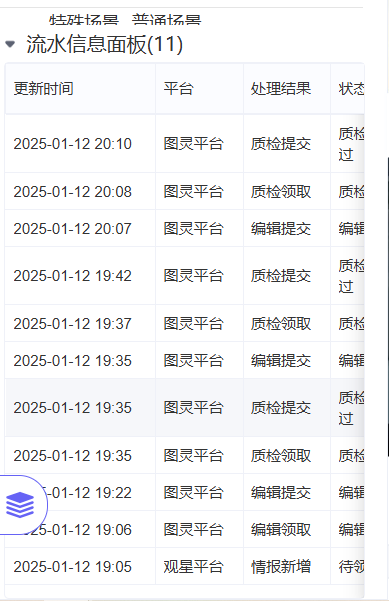 特殊场景 普通场景
流水信息面板(11)
更新时间 平台 处理结果 状态
2025-01-12 20:10 图灵平台 质检提交 质检
过
2025-01-12 20:08 图灵平台 质检领取 质检
2025-01-12 20:07 图灵平台 编辑提交 编辑
2025-01-12 19:42 图灵平台 质检提交 质检
过
2025-01-12 19:37 图灵平台 质检领取 质检
2025-01-12 19:35 图灵平台 编辑提交 编辑
2025-01-12 19:35 图灵平台 质检提交 质检
过
2025-01-12 19:35 图灵平台 质检领取 质检
-01-12 19:22 图灵平台 编辑提交 编辑
-01-12 19:06 图灵平台 编辑领取 编辑
2025-01-12 19:05 观星平台 情报新增 待领